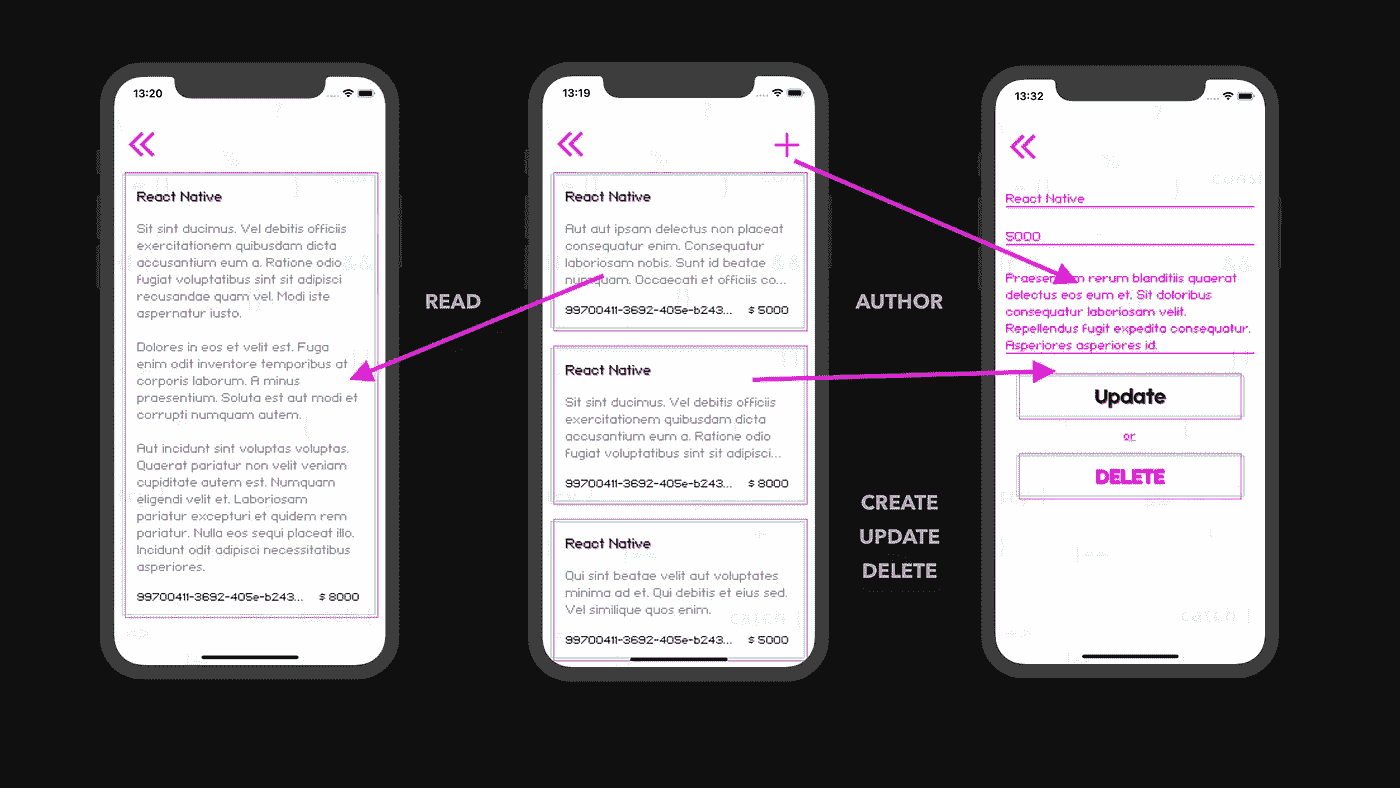 13:20
React Native
Sit sint ducimus. Vel debitis officiis
exercitationem quibusdam dicta
accusantium eum a. Ratione odio
fugiat voluptatibus sint sit adipisci
recusandae quam vel. Modi iste
aspernatur iusto.
Dolores in eos et velit est. Fuga
enim odit inventore temporibus at
corporis laborum. A minus
praesentium. Soluta est aut modi et
corrupti numquam autem.
Aut incidunt sint voluptas voluptas.
Quaerat pariatur non velit veniam
cupiditate autem est. Numquam
eligendi velit et. Laboriosam
pariatur excepturi et quidem rem
pariatur. Nulla eos sequi placeat illo.
Incidunt odit adipisci necessitatibus
asperiores.
99700411-3692-405e-b243... $ 8000
READ
13:19
React Native
Aut aut ipsam delectus non placeat
consequatur enim. Consequatur
laboriosam nobis. Sunt id beatae
numquam. Occaecati et officiis co...
99700411-3692-405e-b243... $ 5000
React Native
Sit sint ducimus. Vel debitis officiis
exercitationem quibusdam dicta
accusantium eum a. Ratione odio
fugiat voluptatibus sint sit adipisci...
99700411-3692-405e-b243... $ 8000
React Native
Qui sint beatae velit aut voluptates
minima ad et. Qui debitis et eius sed.
Vel similique quos enim.
catch (
99700411-3692-405e-b243... $ 5000
AUTHOR
CREATE
UPDATE
DELETE
13:32
const
React Native
5000
&&
rerum blanditiis quaerat
delectus eos eum et. Sit doloribus
consequatur laboriosam velit.
Repellendus fugit expedita consequatur.
Asperiores asperiores id.
Update
or
DELETE
catch (